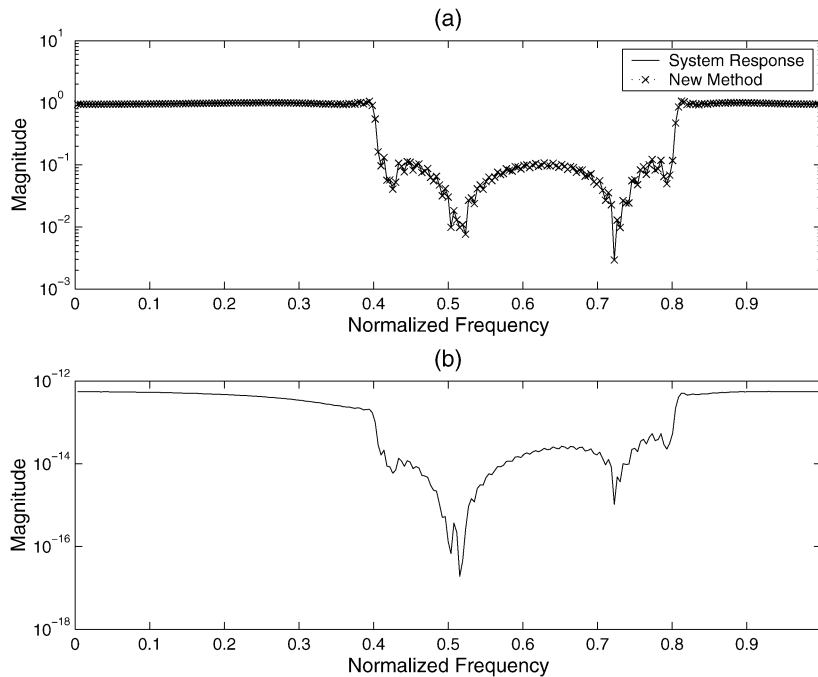 (a)
10^1
10^0
10^-1
10^-2
10^-3
Magnitude
System Response
New Method
0 0.1 0.2 0.3 0.4 0.5 0.6 0.7 0.8 0.9
Normalized Frequency
(b)
10^-12
10^-14
10^-16
10^-18
Magnitude
0 0.1 0.2 0.3 0.4 0.5 0.6 0.7 0.8 0.9
Normalized Frequency